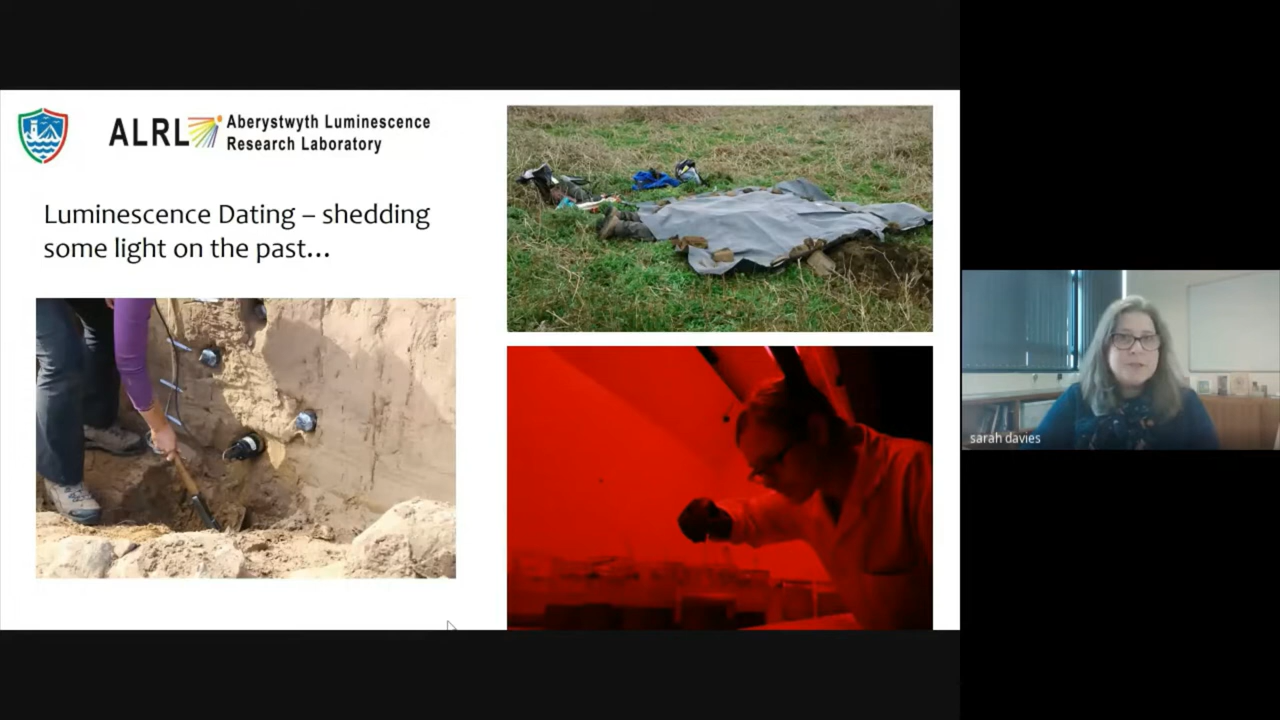 ALRL
Aberystwyth Luminescence
Research Laboratory
Luminescence Dating – shedding
some light on the past...
sarah davies